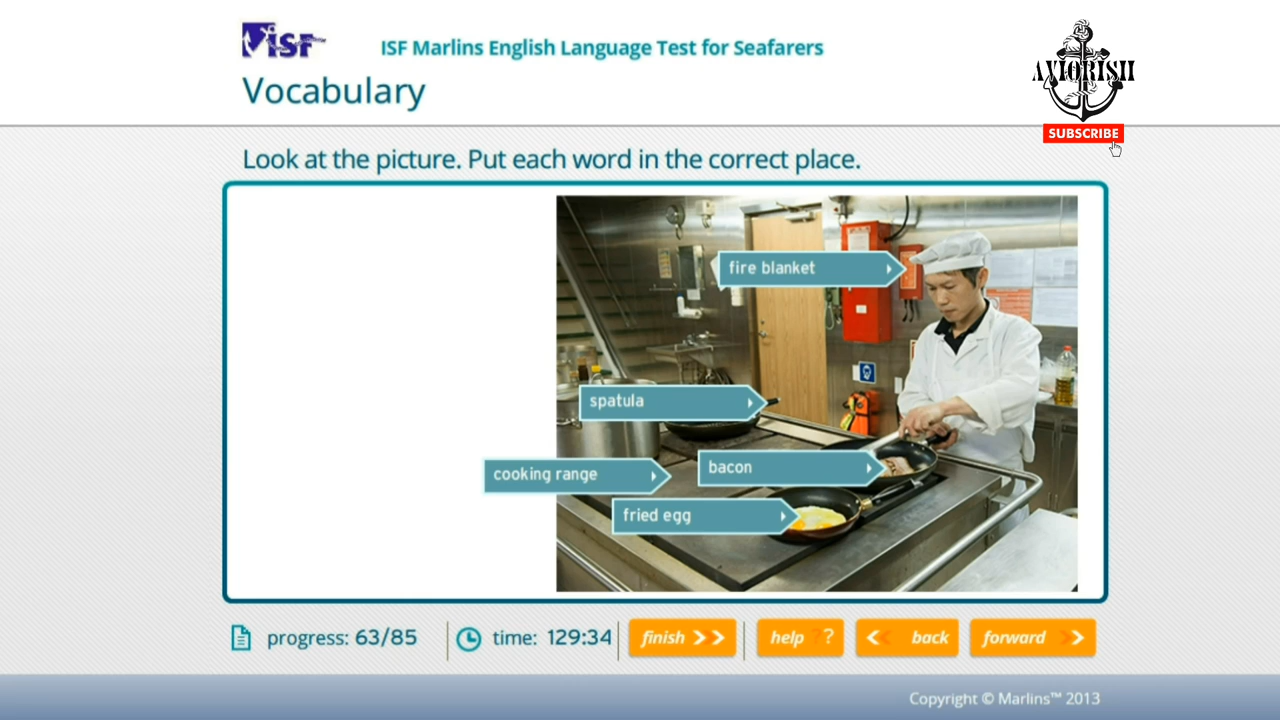 ISF
ISF Marlins English Language Test for Seafarers
AVIORISH
SUBSCRIBE
Vocabulary
Look at the picture. Put each word in the correct place.
fire blanket
spatula
cooking range
bacon
fried egg
progress: 63/85
time: 129:34
finish
help ?
back
forward
Copyright © Marlins™ 2013